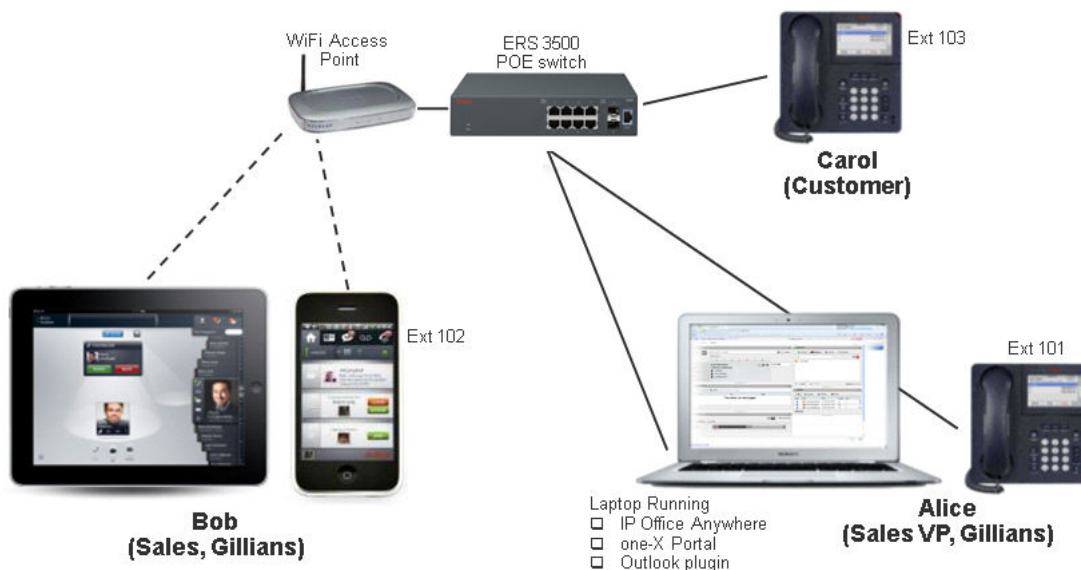 WiFi Access
Point
ERS 3500
POE switch
Ext 103
Carol
(Customer)
Ext 102
Ext 101
Bob
(Sales, Gillians)
Laptop Running
IP Office Anywhere
one-X Portal
Outlook plugin
Alice
(Sales VP, Gillians)